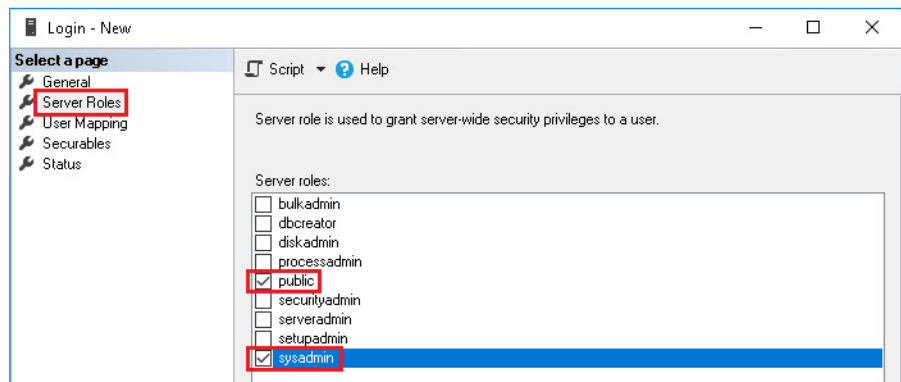 Login - New
Select a page
General
Server Roles
User Mapping
Securables
Status
Script
Help
Server role is used to grant server-wide security privileges to a user.
Server roles:
bulkadmin
dbcreator
diskadmin
processadmin
public
securityadmin
serveradmin
setupadmin
sysadmin